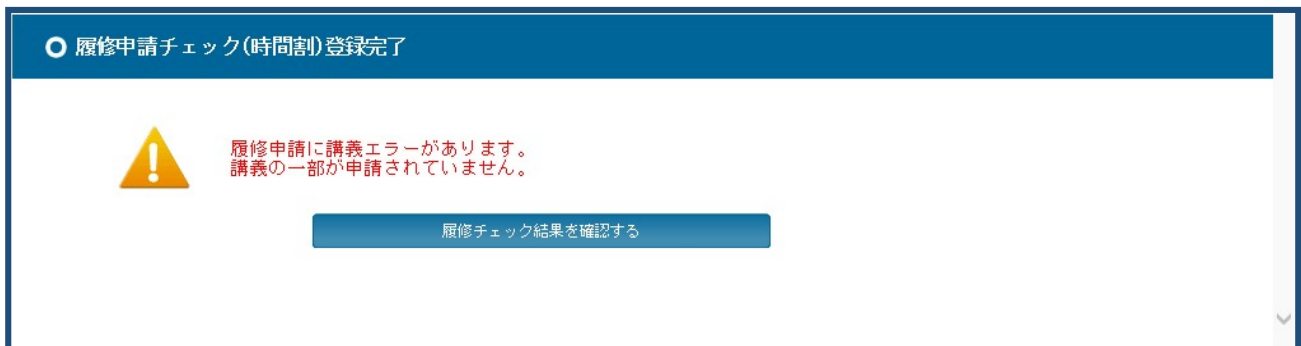 履修申請チェック(時間割)登録完了
履修申請に講義エラーがあります。
講義の一部が申請されていません。
履修チェック結果を確認する